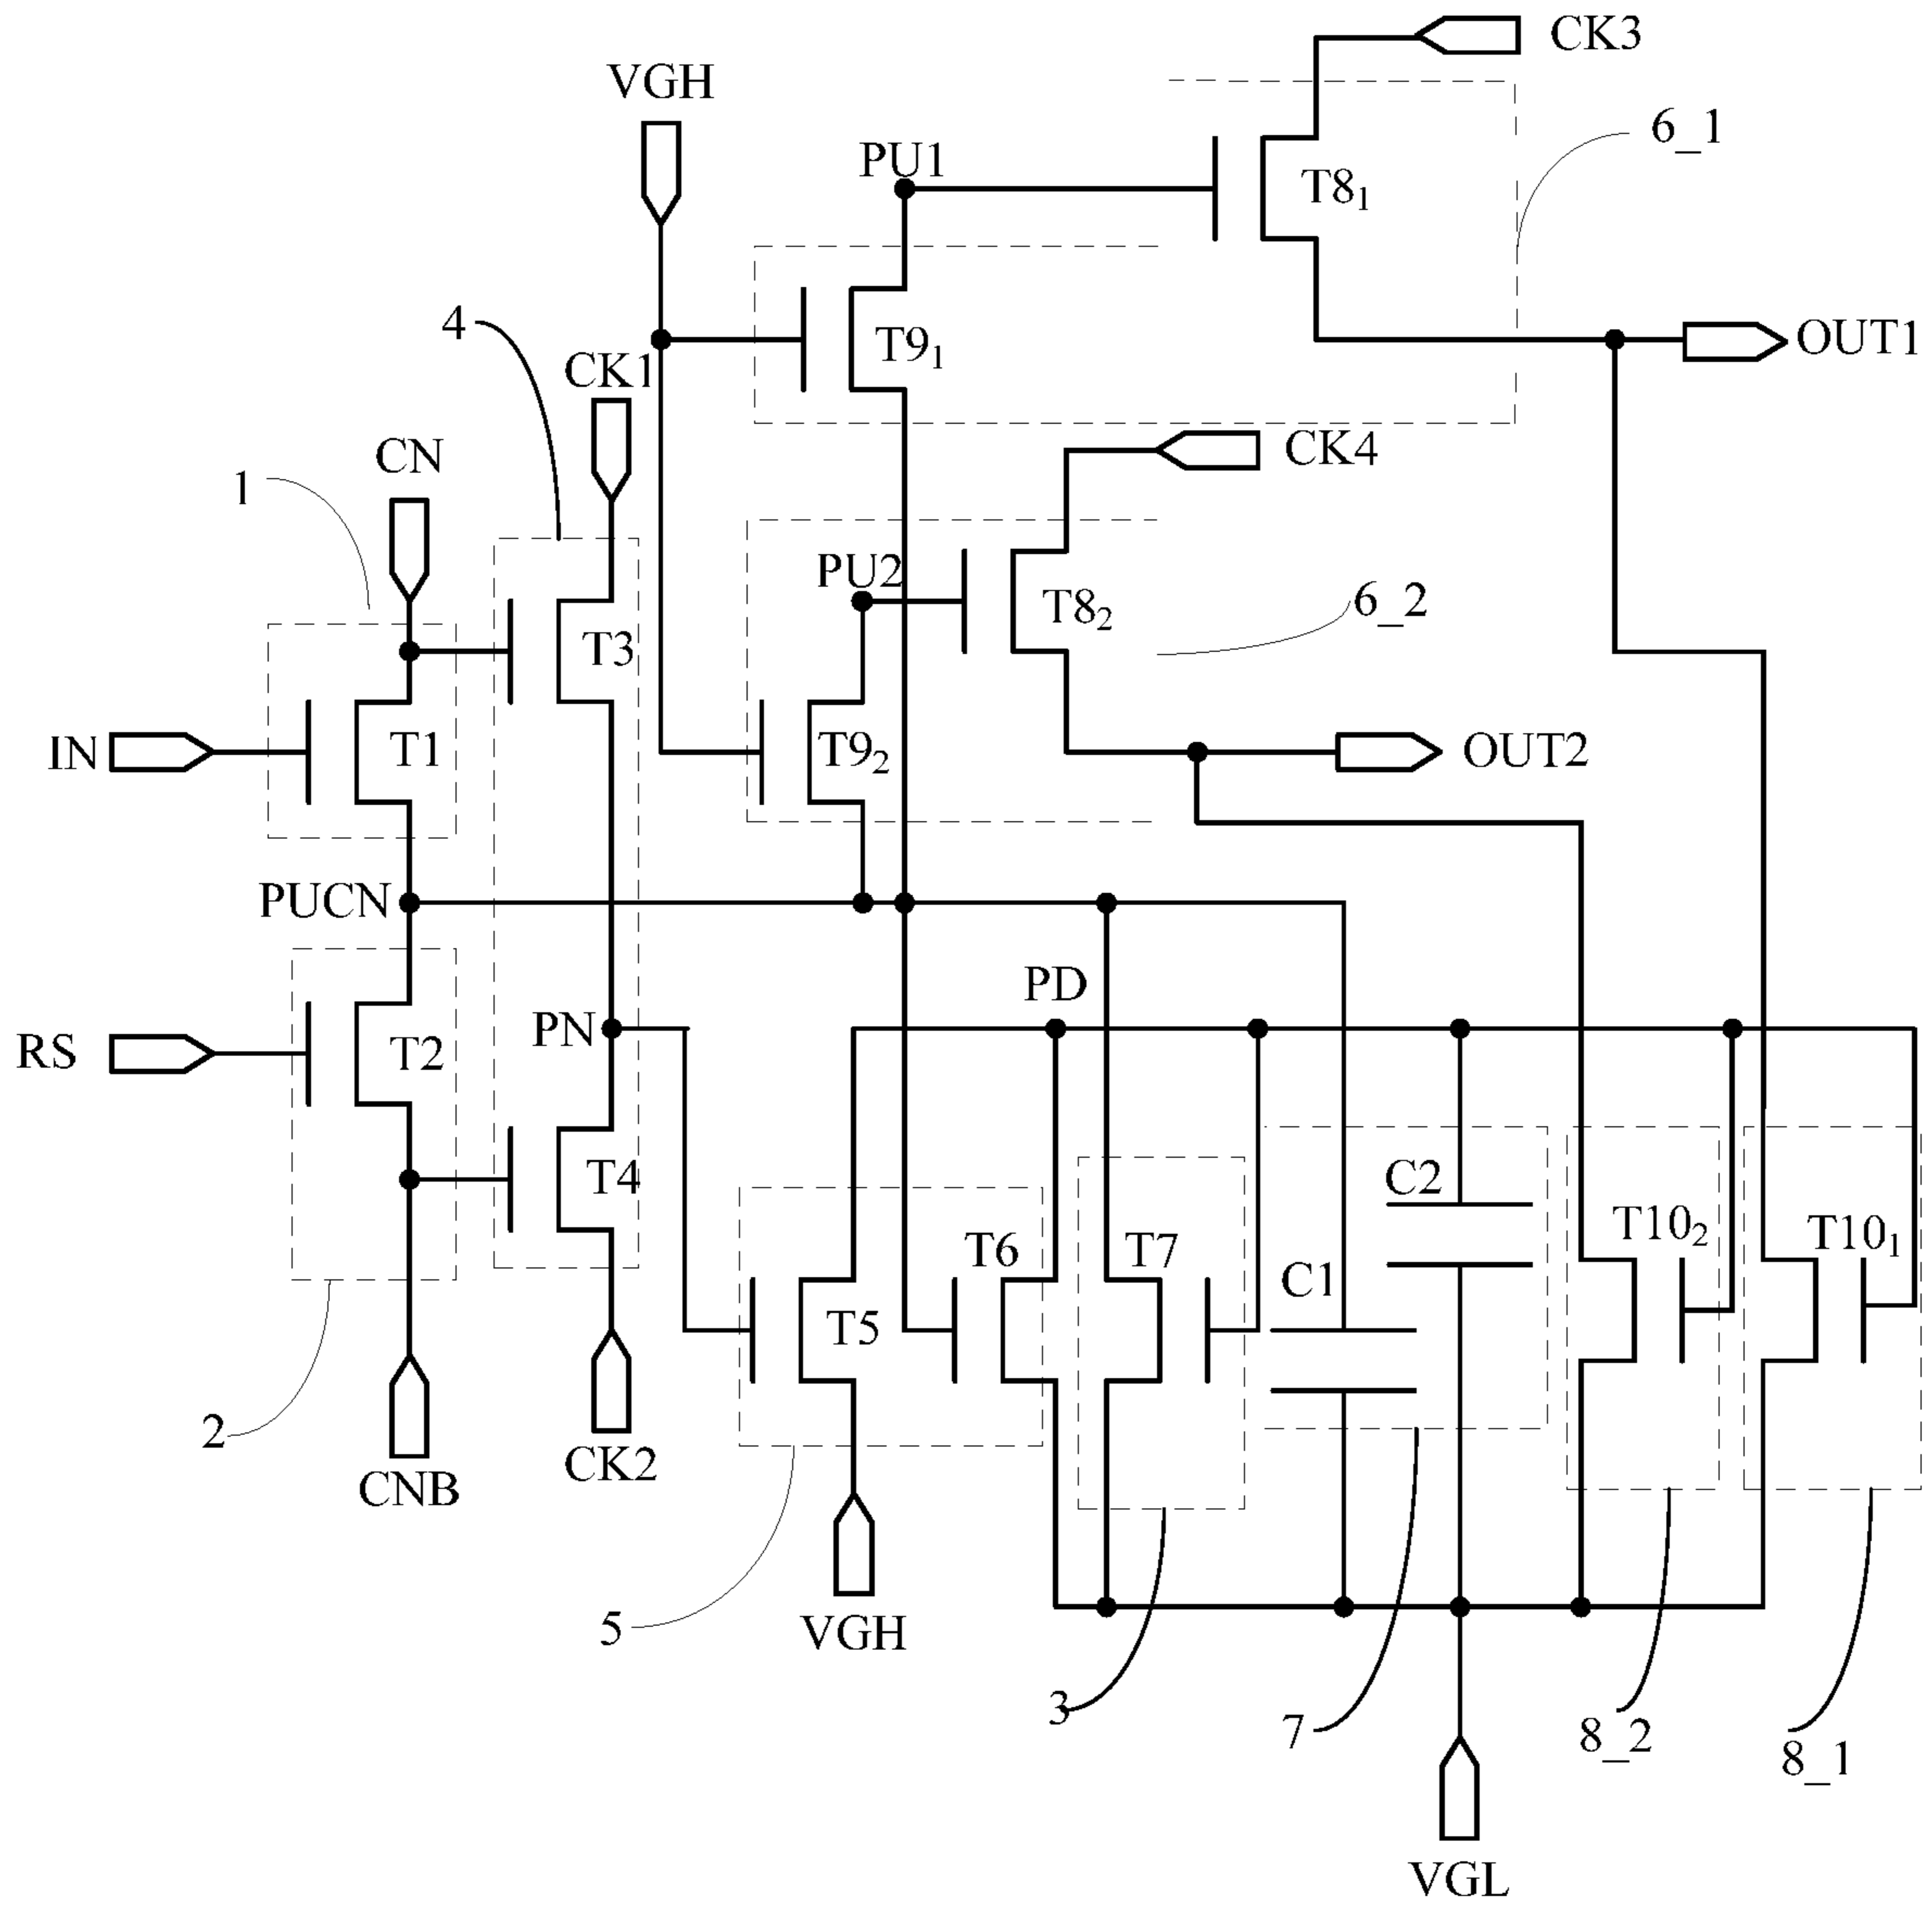 CK3
VGH
6_1
PU1
T8₁
4
T9₁
OUT1
CK1
CN
CK4
1
PU2
T8₂
6_2
T3
IN
T1
T9₂
OUT2
PUCN
PD
PN
RS
T2
T4
C2
T10₂
T10₁
T6
T7
C1
T5
2
CK2
CNB
5
VGH
3
7
8_2
8_1
VGL